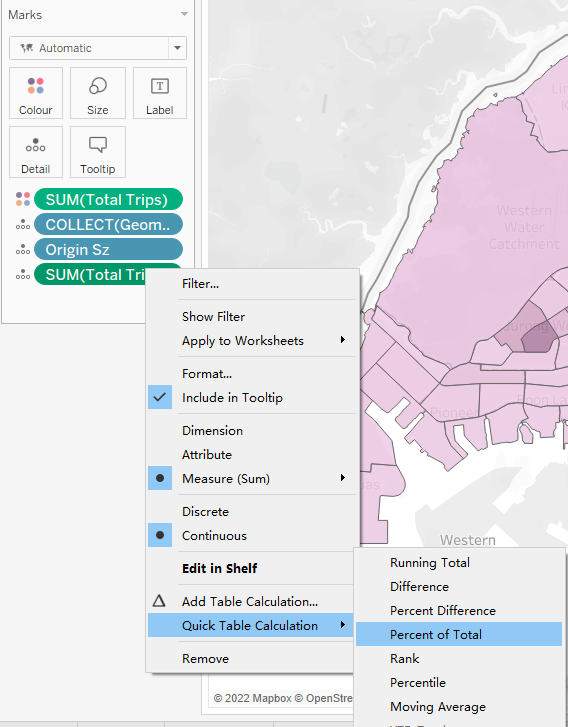 Marks
Automatic
Colour
Size
Label
Detail
Tooltip
SUM(Total Trips)
COLLECT(Geom..
Origin Sz
SUM(Total Tri
Filter...
Show Filter
Apply to Worksheets
Format...
Include in Tooltip
Dimension
Attribute
Measure (Sum)
Discrete
Continuous
Edit in Shelf
Add Table Calculation...
Quick Table Calculation
Remove
Running Total
Difference
Percent Difference
Percent of Total
Rank
Percentile
Moving Average
Western
Water
Catchment
Pioneer
Western
© 2022 Mapbox © OpenStre